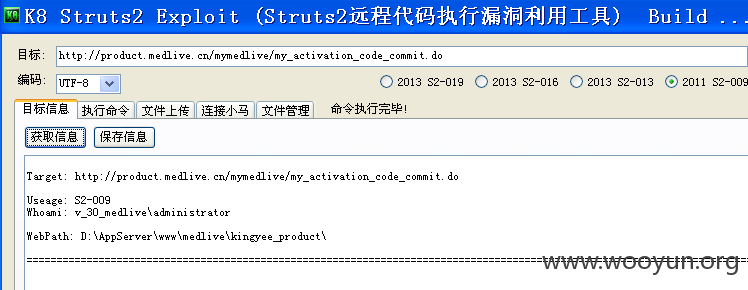 K8 Struts2 Exploit (Struts2远程代码执行漏洞利用工具) Build ...
目标: http://product.medlive.cn/mymedlive/my_activation_code_commit.do
编码: UTF-8 2013 S2-019 2013 S2-016 2013 S2-013 2011 S2-009
目标信息 执行命令 文件上传 连接小马 文件管理 命令执行完毕!
获取信息 保存信息
Target: http://product.medlive.cn/mymedlive/my_activation_code_commit.do
Useage: S2-009
Whoami: v_30_medlive\administrator
WebPath: D:\AppServer\www\medlive\kingyee_product\
www.wooyun.org